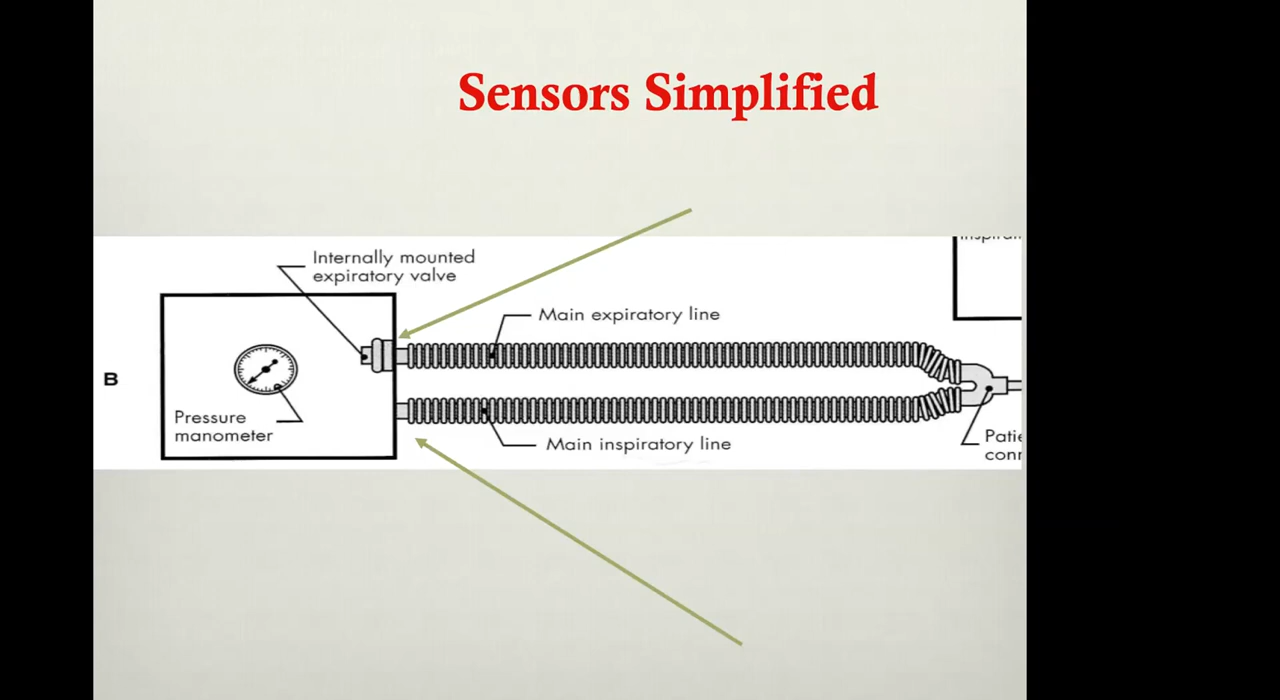 Sensors Simplified
Internally mounted
expiratory valve
Main expiratory line
B
Pressure
manometer
Main inspiratory line